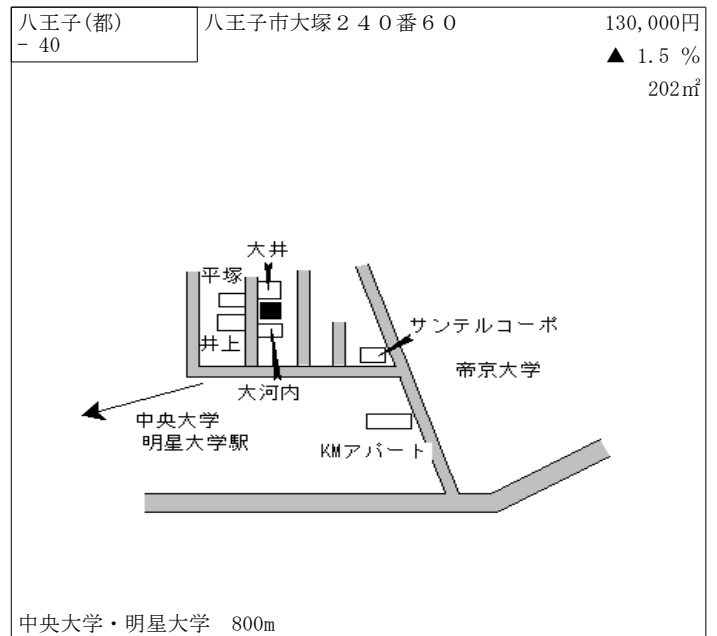 八王子(都)
- 40
八王子市大塚２４０番６０
130,000円
▲ 1.5 %
202㎡
大井
平塚
サンテルコーポ
井上
帝京大学
大河内
中央大学
明星大学駅
KMアパート
中央大学・明星大学　800m